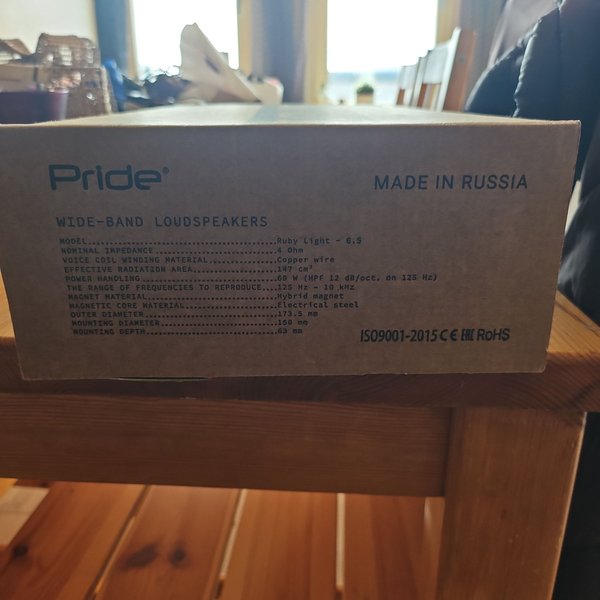 Pride®
MADE IN RUSSIA
WIDE-BAND LOUDSPEAKERS
MODEL...............................Ruby Light - 6.5
NOMINAL IMPEDANCE...................4 Ohm
VOICE COIL WINDING MATERIAL.........Copper wire
EFFECTIVE RADIATION AREA............147 cm²
POWER HANDLING......................60 W (HPF 12 dB/oct. on 125 Hz)
THE RANGE OF FREQUENCIES TO REPRODUCE...125 Hz - 10 kHz
MAGNET MATERIAL.....................Hybrid magnet
MAGNETIC CORE MATERIAL..............Electrical steel
OUTER DIAMETER......................173.5 mm
MOUNTING DIAMETER...................150 mm
MOUNTING DEPTH......................63 mm
ISO9001-2015 CE EAC RoHS